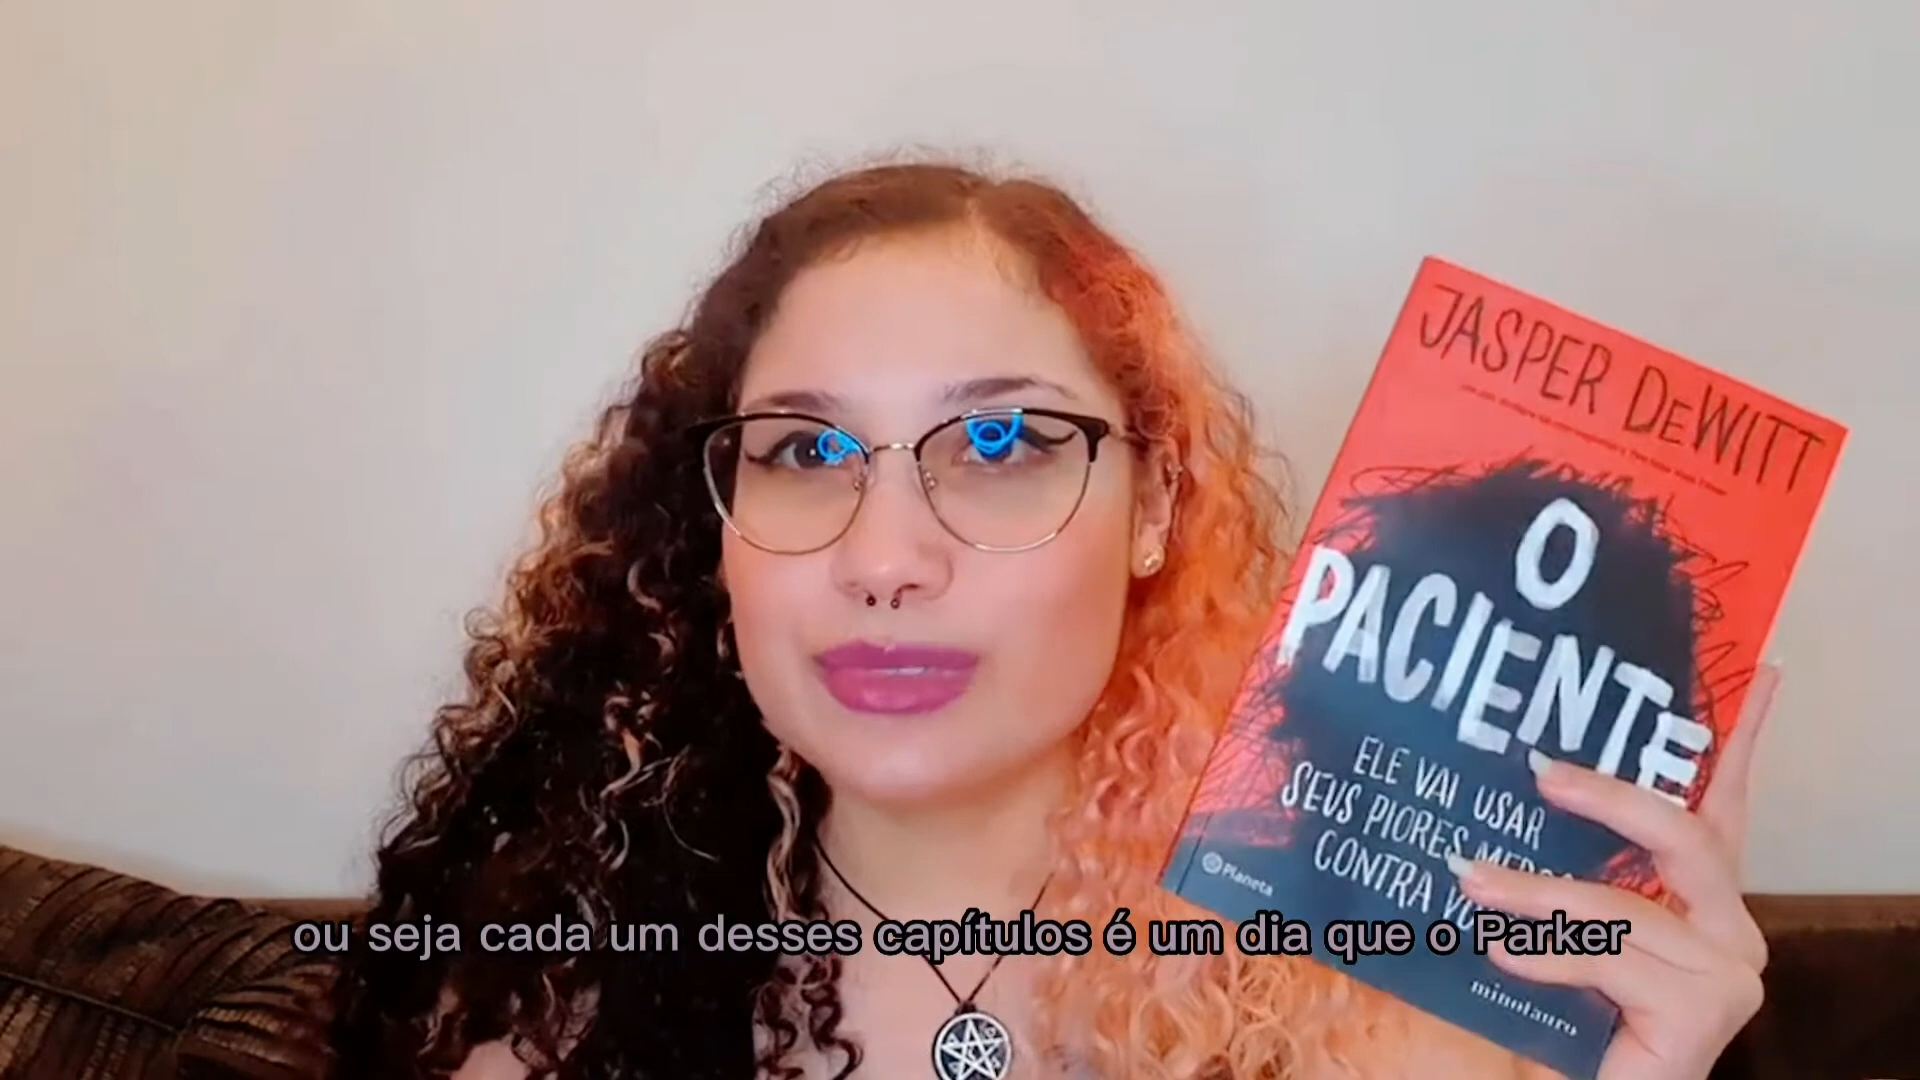 JASPER DeWITT
O
PACIENTE
ELE VAI USAR
SEUS PIORES
CONTRA
Planeta
ou seja cada um desses capítulos é um dia que o Parker
minotauro